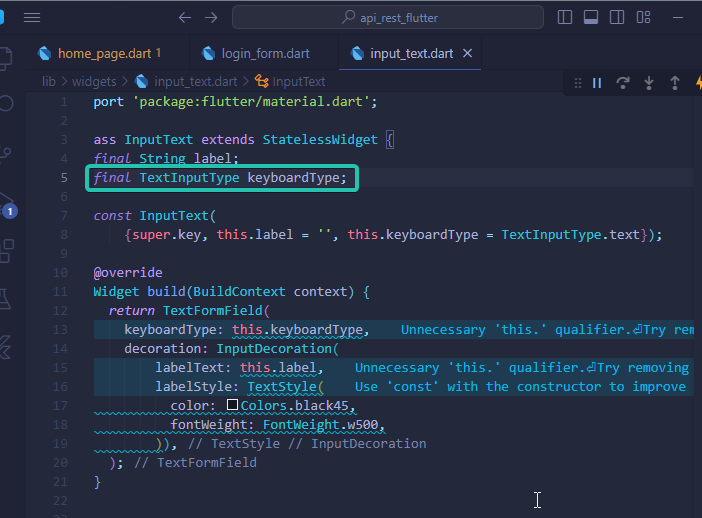 api_rest_flutter
home_page.dart 1 login_form.dart input_text.dart
lib > widgets > input_text.dart > InputText
1 port 'package:flutter/material.dart';
2
3 ass InputText extends StatelessWidget {
4 final String label;
5 final TextInputType keyboardType;
6
7 const InputText(
8 {super.key, this.label = '', this.keyboardType = TextInputType.text});
9
10 @override
11 Widget build(BuildContext context) {
12 return TextFormField(
13 keyboardType: this.keyboardType, Unnecessary 'this.' qualifier.⏎Try rem
14 decoration: InputDecoration(
15 labelText: this.label, Unnecessary 'this.' qualifier.⏎Try removing
16 labelStyle: TextStyle( Use 'const' with the constructor to improve
17 color: Colors.black45,
18 fontWeight: FontWeight.w500,
19 )), // TextStyle // InputDecoration
20 ); // TextFormField
21 }
22
1